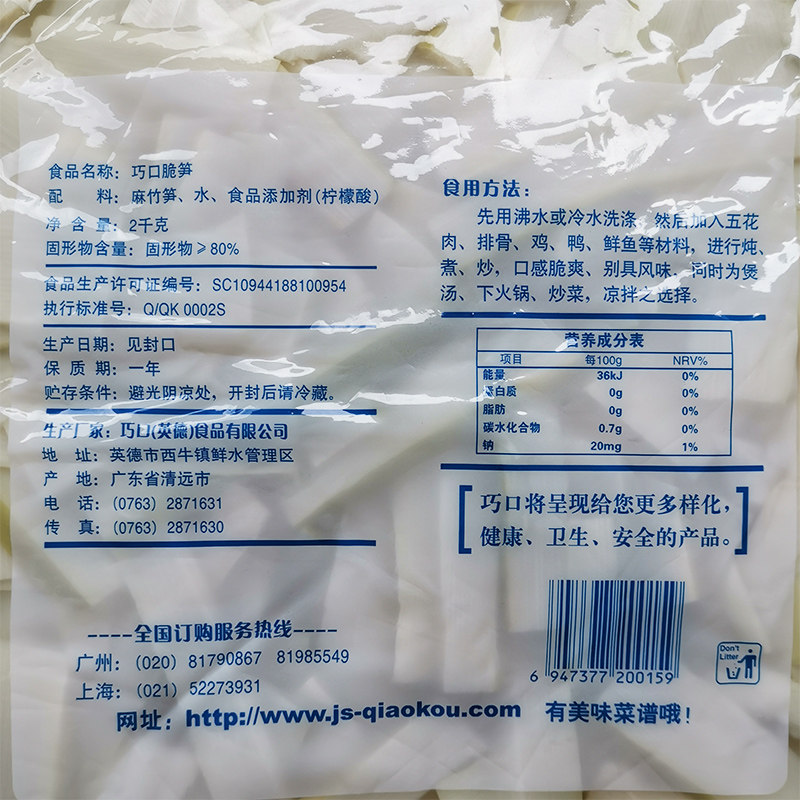 食品名称：巧口脆笋
配　　料：麻竹笋、水、食品添加剂(柠檬酸)
净 含 量：2千克
固形物含量：固形物≥80%
食品生产许可证编号：SC10944188100954
执行标准号：Q/QK 0002S
生产日期：见封口
保 质 期：一年
贮存条件：避光阴凉处，开封后请冷藏。
生产厂家：巧口(英德)食品有限公司
地　　址：英德市西牛镇鲜水管理区
产　　地：广东省清远市
电　　话：(0763) 2871631
传　　真：(0763) 2871630
食用方法：
先用沸水或冷水洗涤，然后加入五花
肉、排骨、鸡、鸭、鲜鱼等材料，进行炖、
煮、炒，口感脆爽、别具风味。同时为煲
汤、下火锅、炒菜，凉拌之选择。
营养成分表
项目 每100g NRV%
能量 36kJ 0%
蛋白质 0g 0%
脂肪 0g 0%
碳水化合物 0.7g 0%
钠 20mg 1%
巧口将呈现给您更多样化，
健康、卫生、安全的产品。
----全国订购服务热线----
广州：(020) 81790867 81985549
上海：(021) 52273931
网址：http://www.js-qiaokou.com 有美味菜谱哦！
6 947377 200159
Don't
Litter